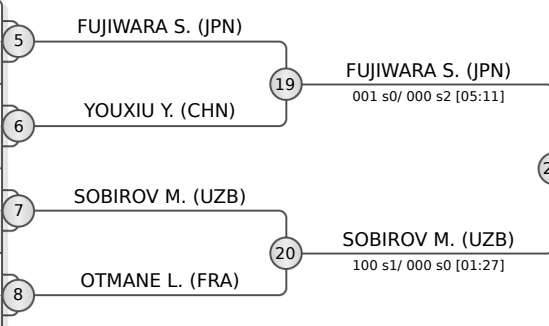 FUJIWARA S. (JPN)
5
19
FUJIWARA S. (JPN)
001 s0/ 000 s2 [05:11]
YOUXIU Y. (CHN)
6
SOBIROV M. (UZB)
7
20
SOBIROV M. (UZB)
100 s1/ 000 s0 [01:27]
OTMANE L. (FRA)
8